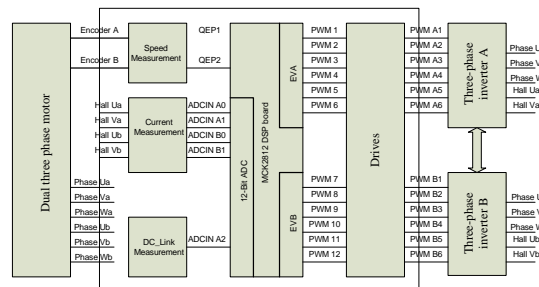 Dual three phase motor
Encoder A
Encoder B
Speed
Measurement
QEP1
QEP2
Hall Ua
Hall Va
Hall Ub
Hall Vb
Current
Measurement
ADCIN A0
ADCIN A1
ADCIN B0
ADCIN B1
Phase Ua
Phase Va
Phase Wa
Phase Ub
Phase Vb
Phase Wb
DC_Link
Measurement
ADCIN A2
12-Bit ADC
MCK2812 DSP board
EVA
EVB
PWM 1
PWM 2
PWM 3
PWM 4
PWM 5
PWM 6
PWM 7
PWM 8
PWM 9
PWM 10
PWM 11
PWM 12
Drives
PWM A1
PWM A2
PWM A3
PWM A4
PWM A5
PWM A6
PWM B1
PWM B2
PWM B3
PWM B4
PWM B5
PWM B6
Three-phase
inverter A
Three-phase
inverter B
Phase U
Phase V
Phase W
Hall Ua
Hall Va
Phase U
Phase V
Phase W
Hall Ub
Hall Vb